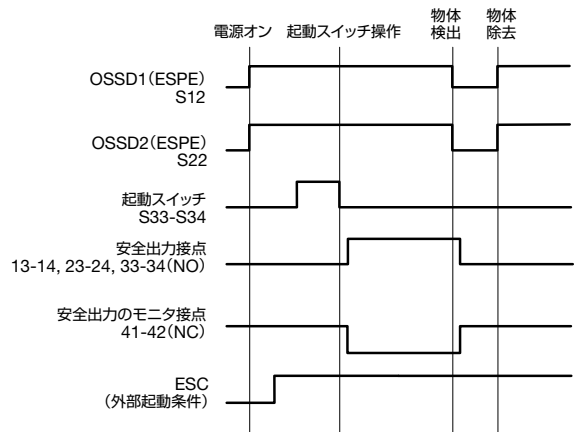 電源オン
起動スイッチ操作
物体
検出
物体
除去
OSSD1(ESPE)
S12
OSSD2(ESPE)
S22
起動スイッチ
S33-S34
安全出力接点
13-14, 23-24, 33-34(NO)
安全出力のモニタ接点
41-42(NC)
ESC
(外部起動条件)